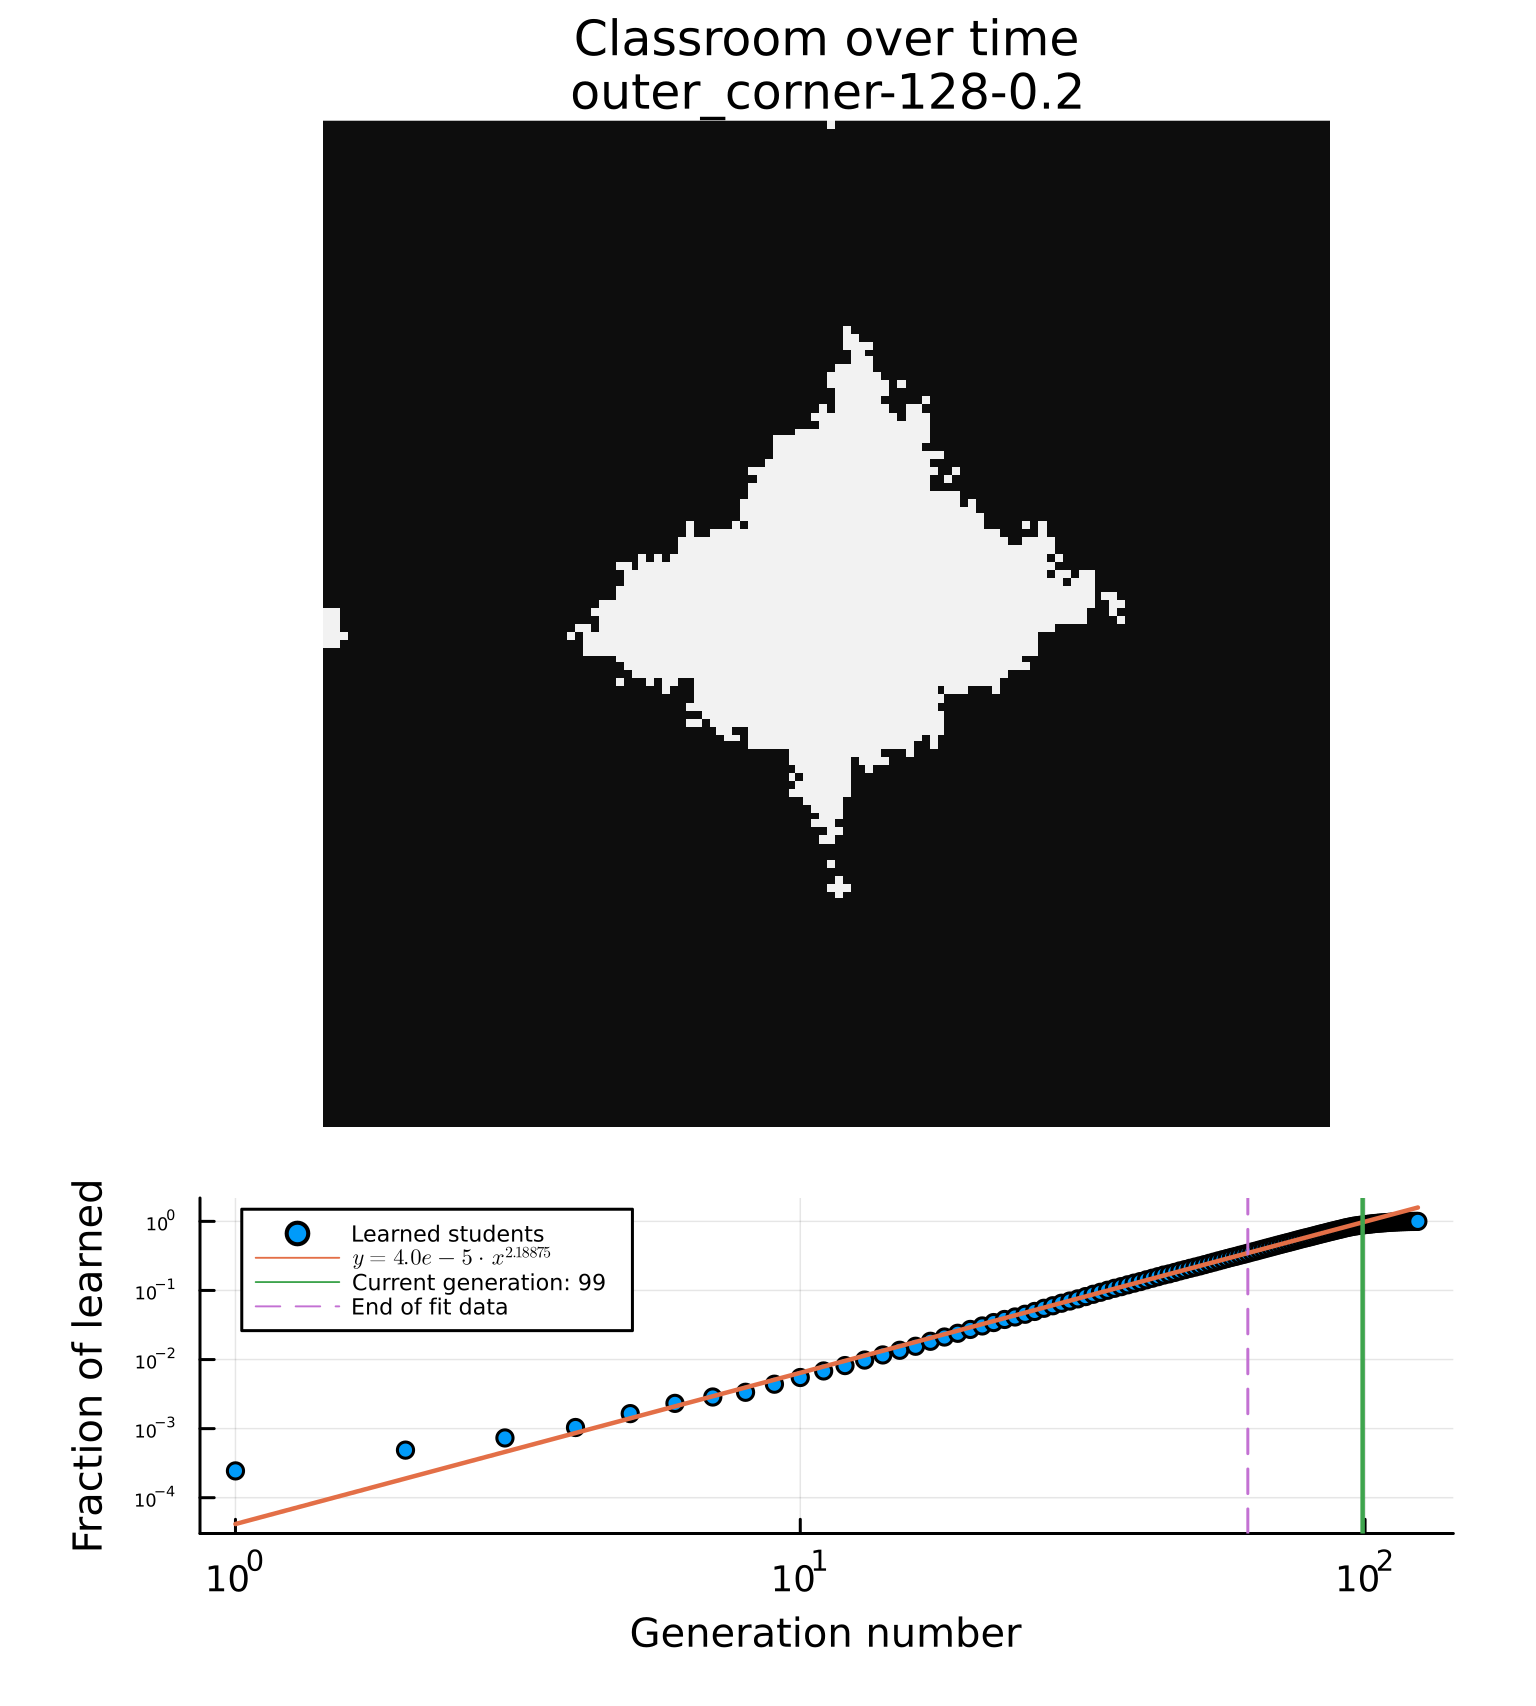 Classroom over time
outer_corner-128-0.2
Fraction of learned
10^0
10^−1
10^−2
10^−3
10^−4
Learned students
y = 4.0e − 5 · x^2.18875
Current generation: 99
End of fit data
10^0 10^1 10^2
Generation number